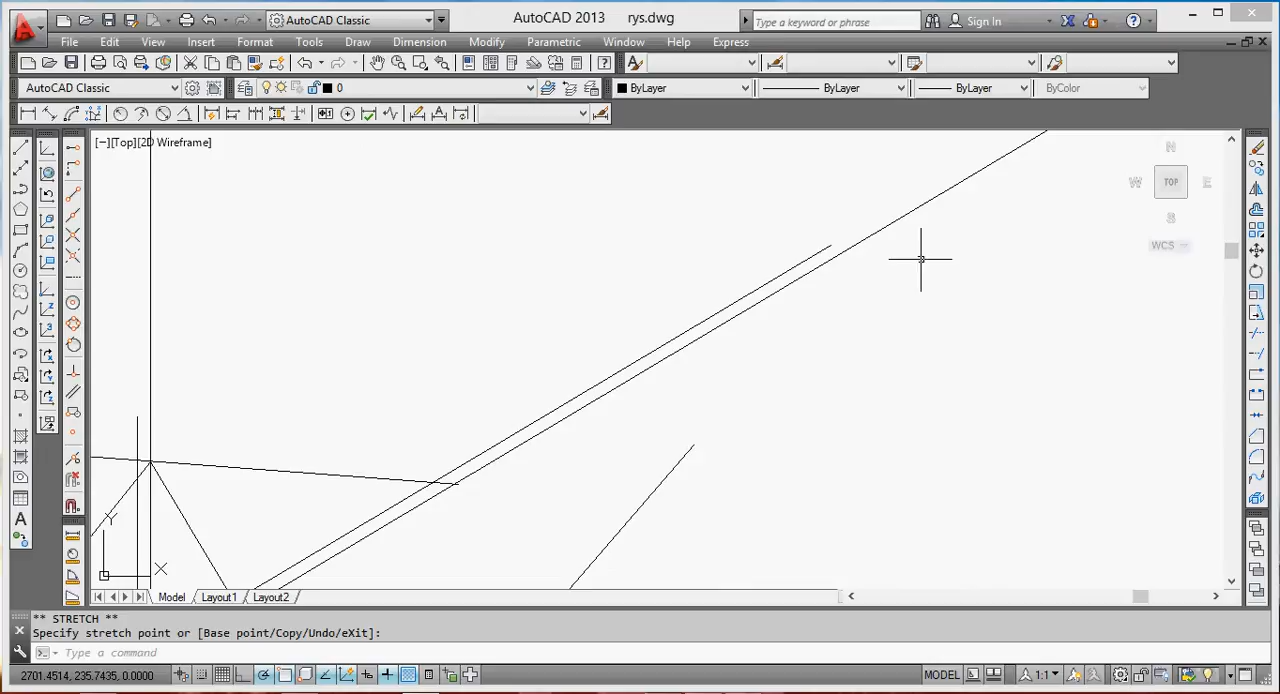 AutoCAD Classic
AutoCAD 2013 rys.dwg
Type a keyword or phrase
Sign In
File Edit View Insert Format Tools Draw Dimension Modify Parametric Window Help Express
AutoCAD Classic
0
ByLayer
ByLayer
ByLayer
ByColor
[−][Top][2D Wireframe]
N
W TOP E
S
WCS
Y
X
Model Layout1 Layout2
** STRETCH **
Specify stretch point or [Base point/Copy/Undo/eXit]:
Type a command
2701.4514, 235.7435, 0.0000
MODEL
1:1